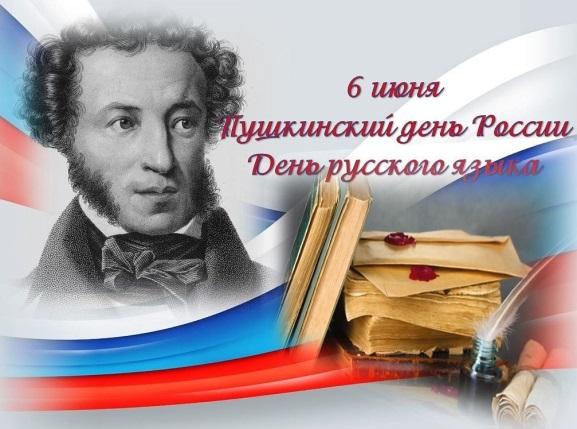 6 июня
Пушкинский день России
День русского языка